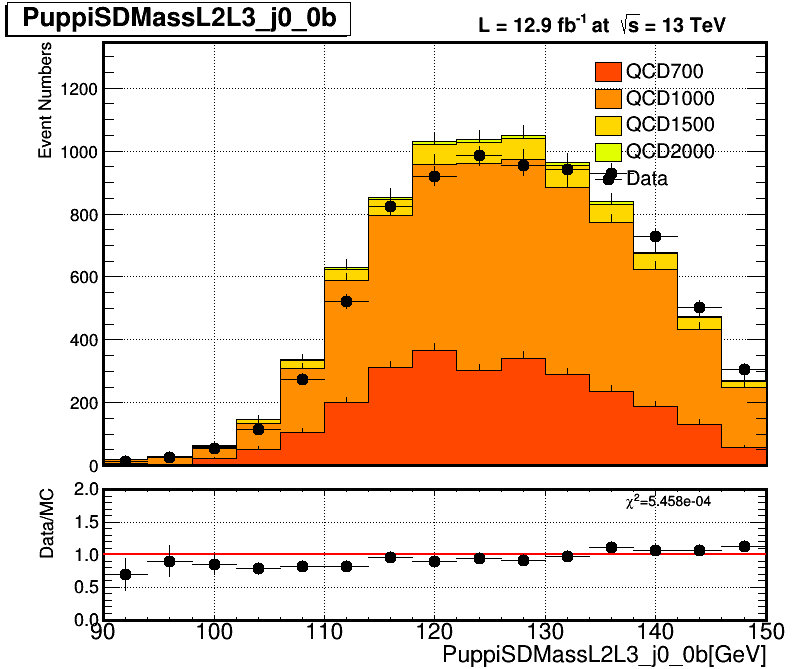 PuppiSDMassL2L3_j0_0b
L = 12.9 fb⁻¹ at √s = 13 TeV
Event Numbers
1200
1000
800
600
400
200
0
QCD700
QCD1000
QCD1500
QCD2000
Data
Data/MC
2.0
1.5
1.0
0.5
0.0
χ²=5.458e-04
90 100 110 120 130 140 150
PuppiSDMassL2L3_j0_0b[GeV]